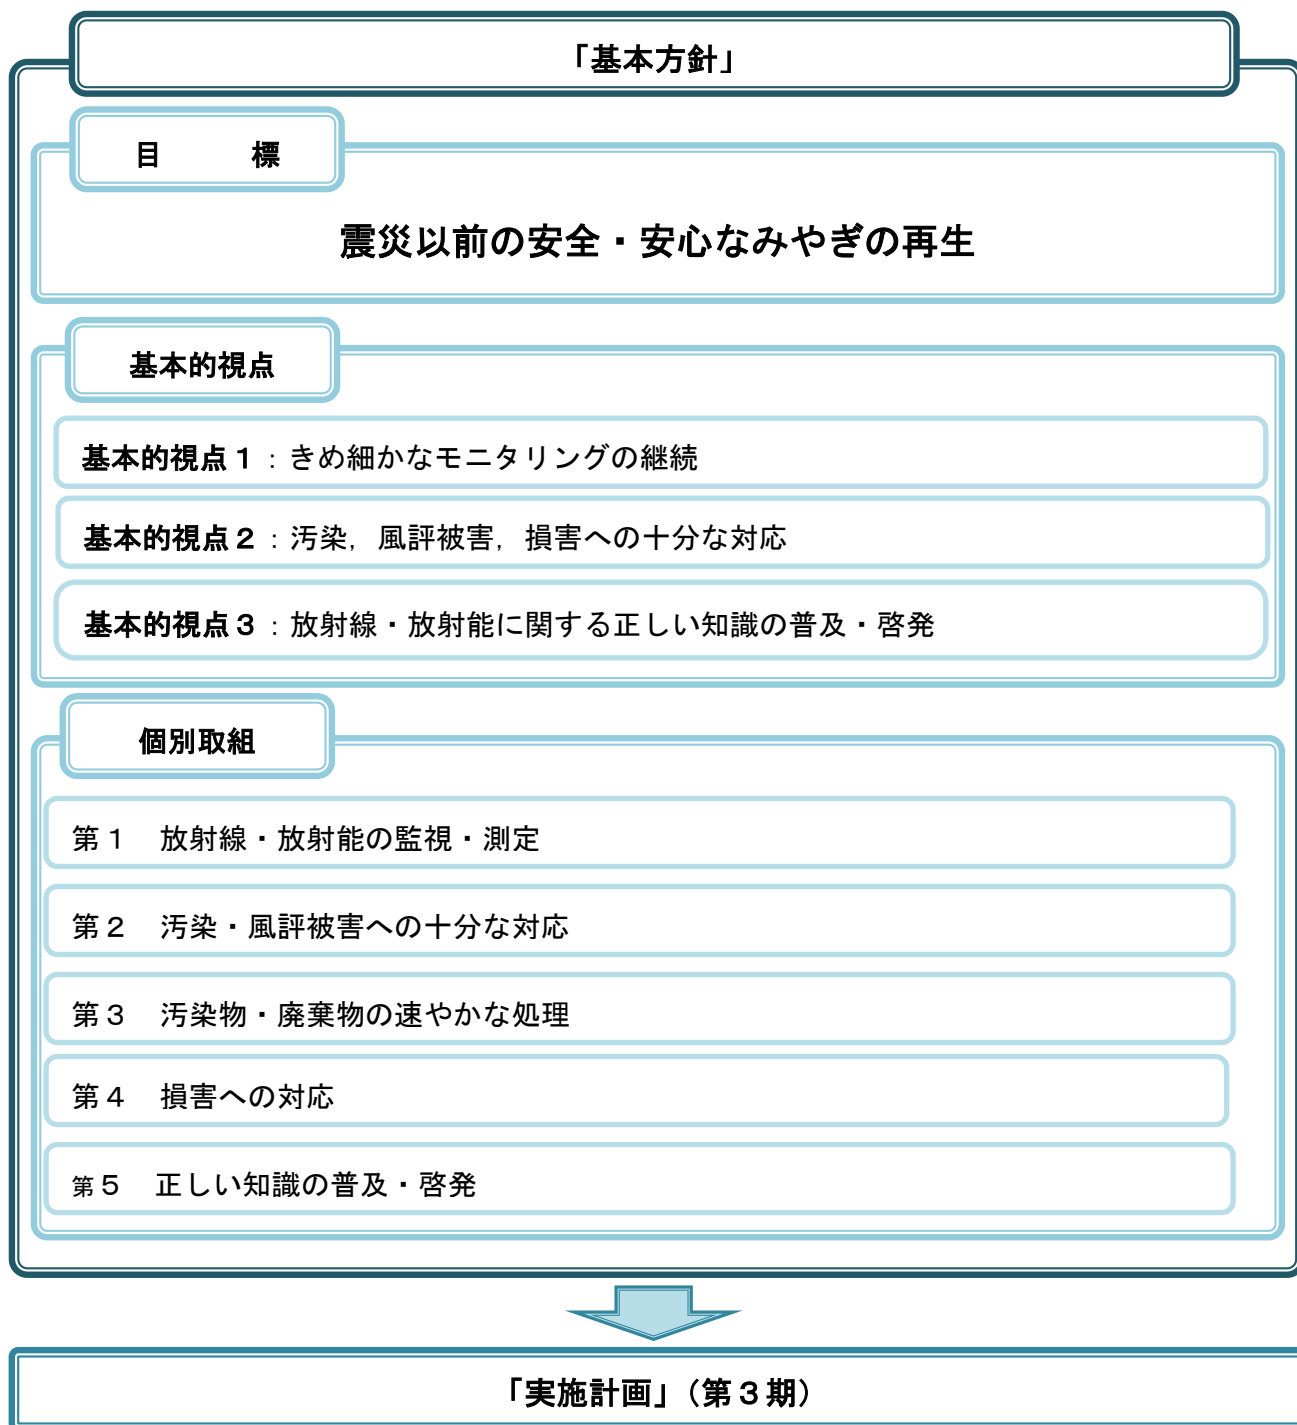 「基本方針」
目　　　標
震災以前の安全・安心なみやぎの再生
基本的視点
基本的視点１：きめ細かなモニタリングの継続
基本的視点２：汚染，風評被害，損害への十分な対応
基本的視点３：放射線・放射能に関する正しい知識の普及・啓発
個別取組
第１　放射線・放射能の監視・測定
第２　汚染・風評被害への十分な対応
第３　汚染物・廃棄物の速やかな処理
第４　損害への対応
第５　正しい知識の普及・啓発
「実施計画」（第３期）